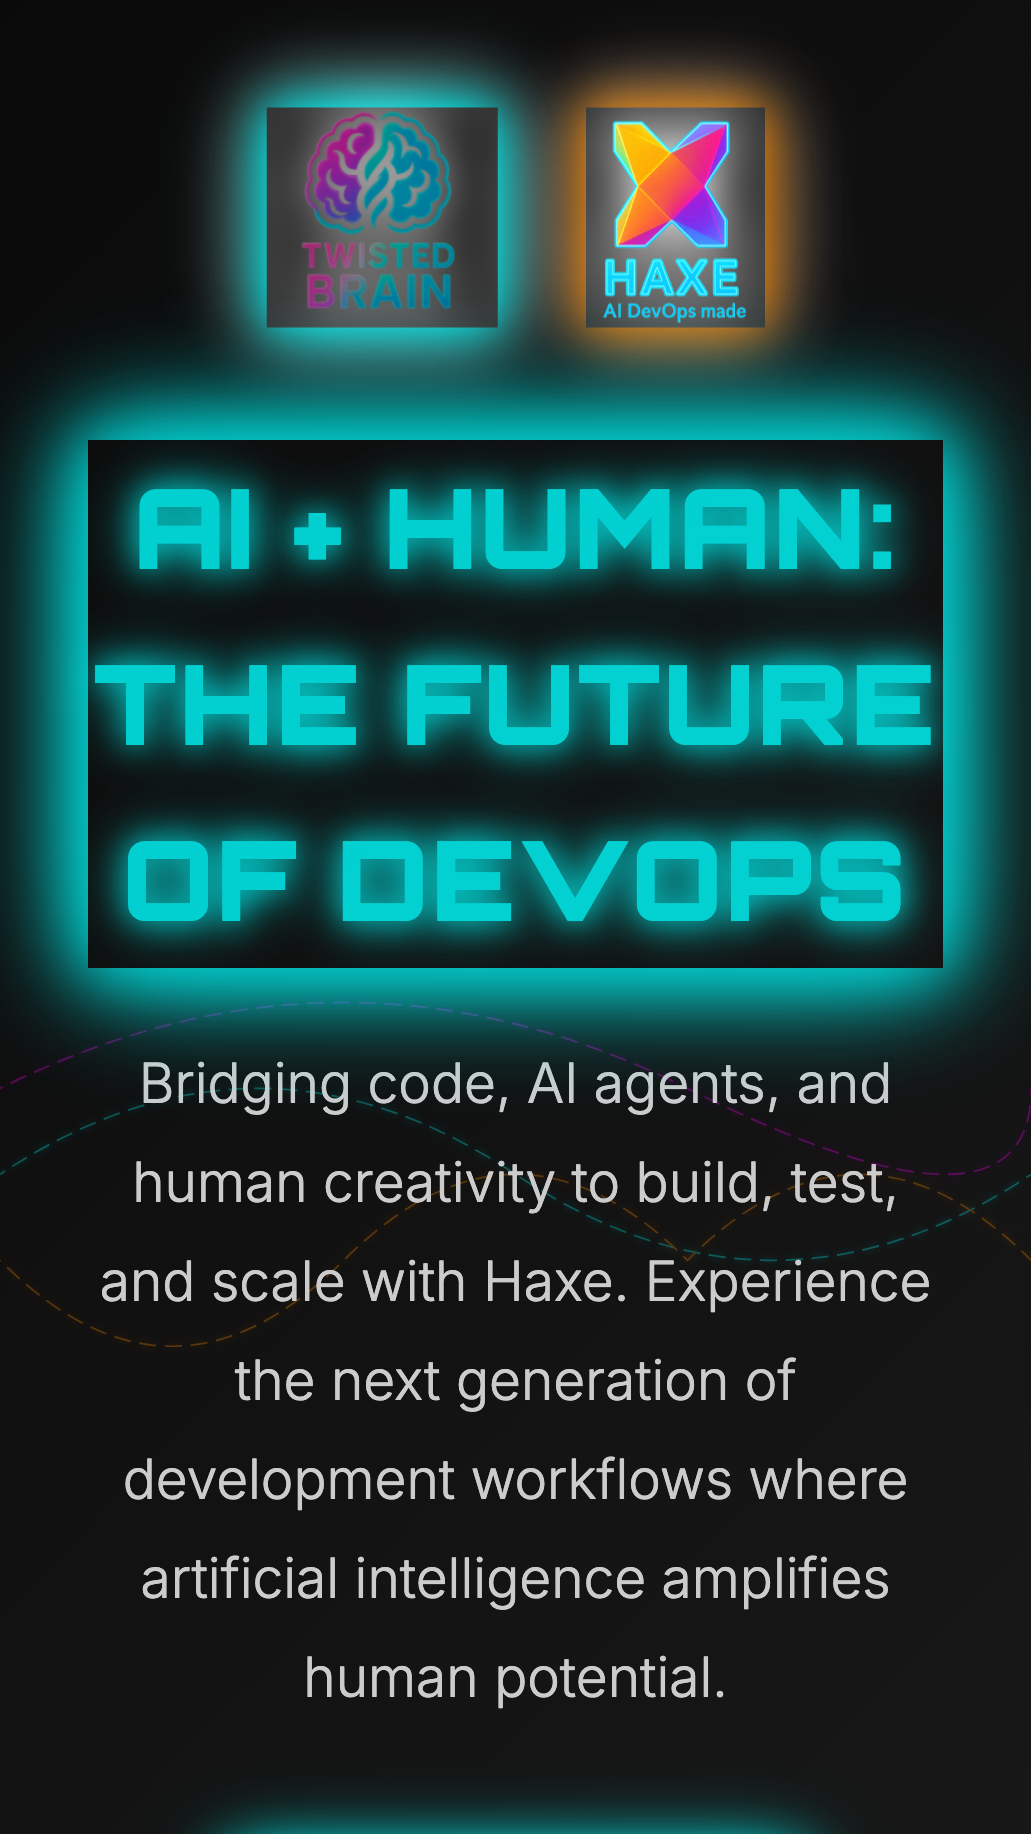 TWISTED
BRAIN
HAXE
AI DevOps made
AI + HUMAN:
THE FUTURE
OF DEVOPS
Bridging code, AI agents, and
human creativity to build, test,
and scale with Haxe. Experience
the next generation of
development workflows where
artificial intelligence amplifies
human potential.